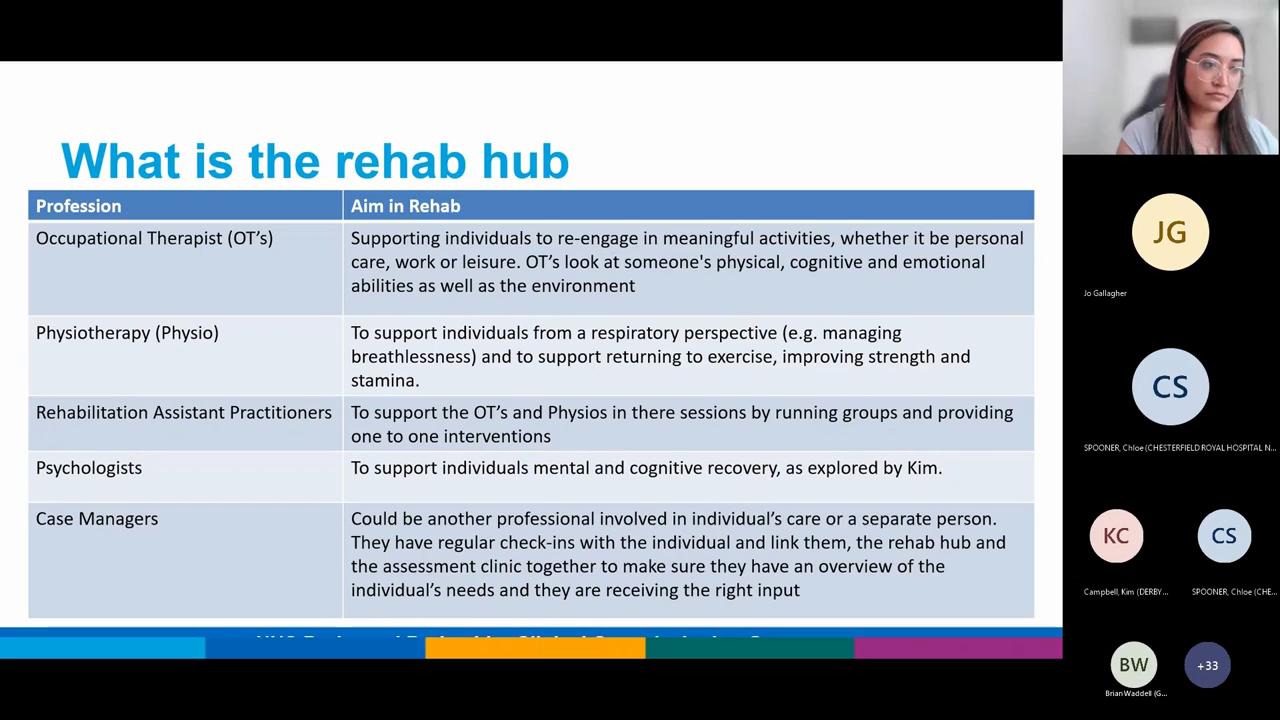 What is the rehab hub
Profession
Aim in Rehab
Occupational Therapist (OT's)
Supporting individuals to re-engage in meaningful activities, whether it be personal
care, work or leisure. OT's look at someone's physical, cognitive and emotional
abilities as well as the environment
Physiotherapy (Physio)
To support individuals from a respiratory perspective (e.g. managing
breathlessness) and to support returning to exercise, improving strength and
stamina.
Rehabilitation Assistant Practitioners
To support the OT's and Physios in there sessions by running groups and providing
one to one interventions
Psychologists
To support individuals mental and cognitive recovery, as explored by Kim.
Case Managers
Could be another professional involved in individual's care or a separate person.
They have regular check-ins with the individual and link them, the rehab hub and
the assessment clinic together to make sure they have an overview of the
individual's needs and they are receiving the right input
JG
Jo Gallagher
CS
SPOONER, Chloe (CHESTERFIELD ROYAL HOSPITAL N...
KC
Campbell, Kim (DERBY...
CS
SPOONER, Chloe (CHE...
BW
Brian Waddell (G...
+33